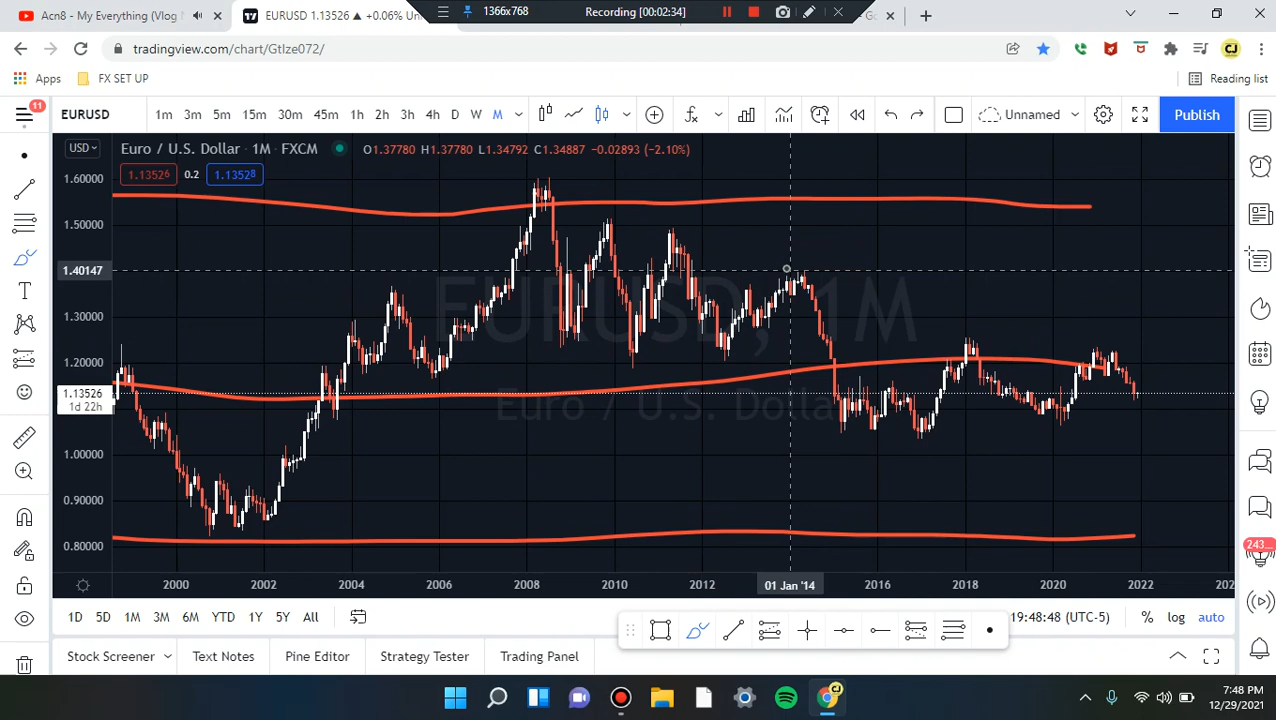 Acn8 - Acnything (Vlog
EURUSD 1.13526 ▲ +0.06% Un
1366x768
Recording [00:02:34]
tradingview.com/chart/GtIze072/
Apps
FX SET UP
Reading list
11
EURUSD
1m 3m 5m 15m 30m 45m 1h 2h 3h 4h D W M
Unnamed
Publish
USD
Euro / U.S. Dollar · 1M · FXCM
O1.37780 H1.37780 L1.34792 C1.34887 -0.02893 (-2.10%)
1.13526
0.2
1.13528
1.60000
1.50000
1.40147
1.30000
1.20000
1.13526
1d 22h
1.00000
0.90000
0.80000
EURUSD, 1M
Euro / U.S. Dollar
2000 2002 2004 2006 2008 2010 2012 01 Jan '14 2016 2018 2020 2022 202
1D 5D 1M 3M 6M YTD 1Y 5Y All
19:48:48 (UTC-5)
% log auto
243...
Stock Screener
Text Notes
Pine Editor
Strategy Tester
Trading Panel
CJ
7:48 PM
12/29/2021